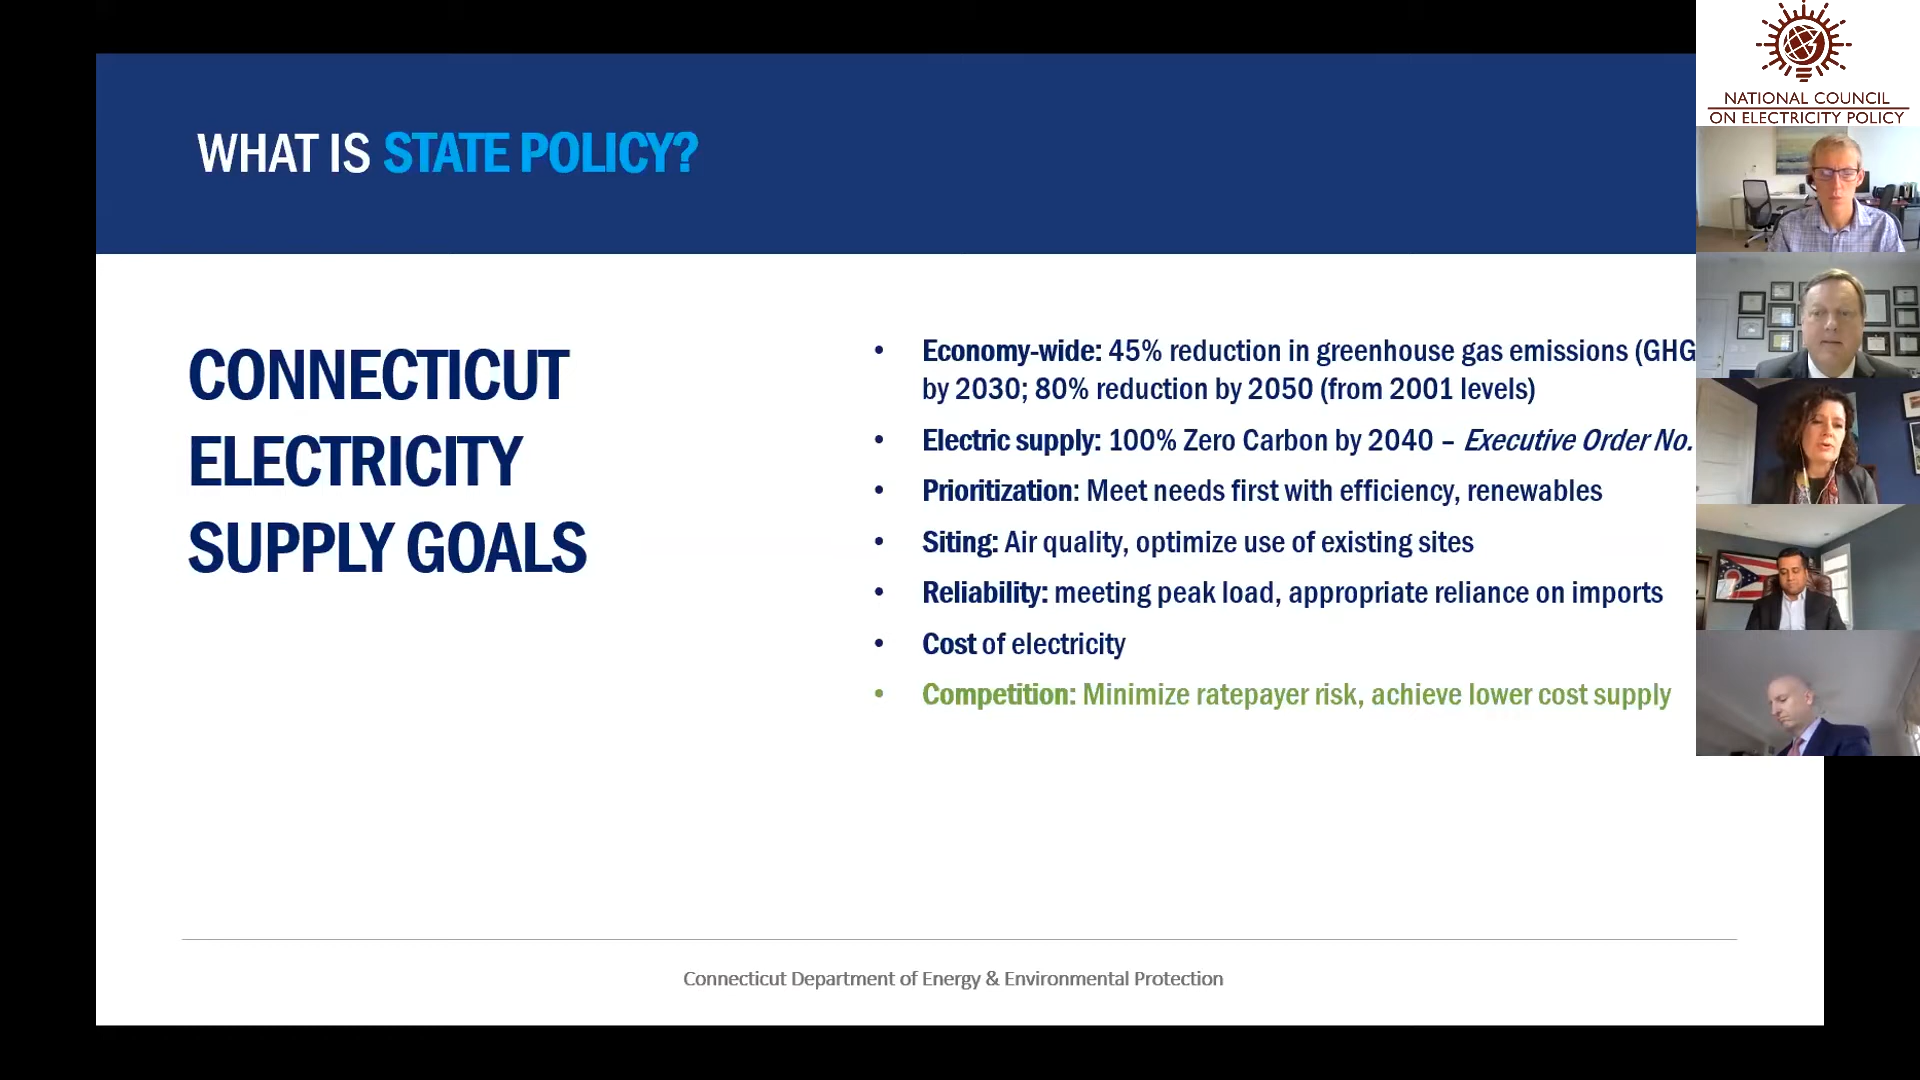 NATIONAL COUNCIL
ON ELECTRICITY POLICY
WHAT IS STATE POLICY?
CONNECTICUT
ELECTRICITY
SUPPLY GOALS
• Economy-wide: 45% reduction in greenhouse gas emissions (GHG
by 2030; 80% reduction by 2050 (from 2001 levels)
• Electric supply: 100% Zero Carbon by 2040 – Executive Order No.
• Prioritization: Meet needs first with efficiency, renewables
• Siting: Air quality, optimize use of existing sites
• Reliability: meeting peak load, appropriate reliance on imports
• Cost of electricity
• Competition: Minimize ratepayer risk, achieve lower cost supply
Connecticut Department of Energy & Environmental Protection